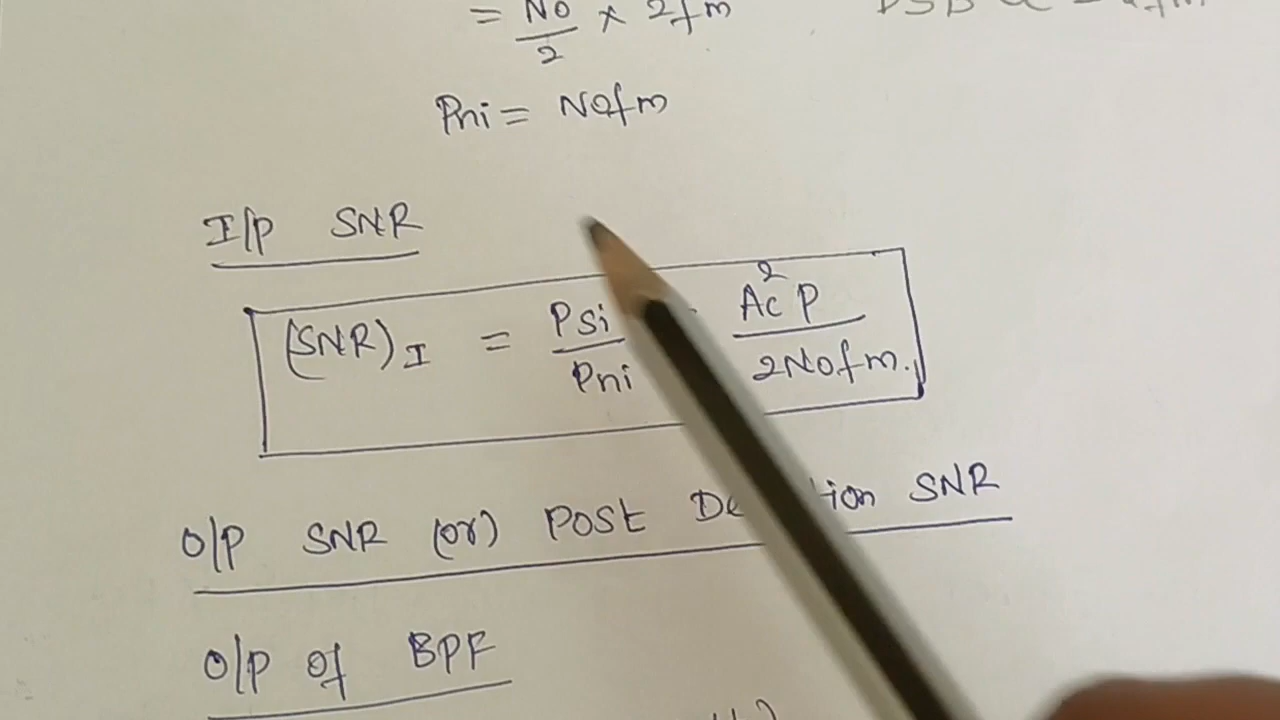 = No/2 × 2fm
Pni = Nofm
I/P SNR
(SNR)I = Psi/Pni Ac²P/2Nofm.
O/P SNR (or) Post De tion SNR
O/P Of BPF